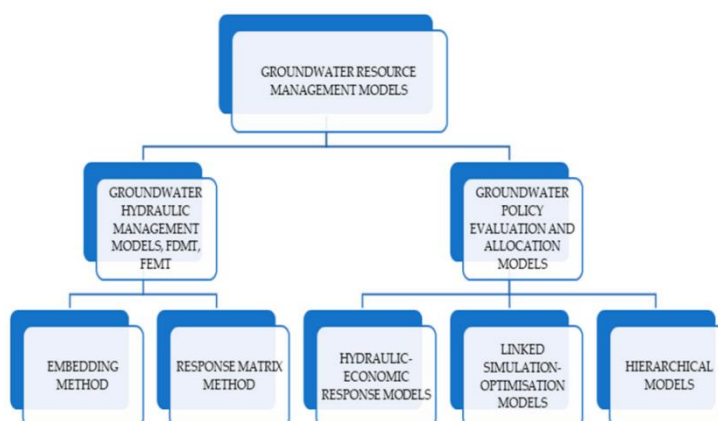 GROUNDWATER RESOURCE
MANAGEMENT MODELS
GROUNDWATER
HYDRAULIC
MANAGEMENT
MODELS, FDMT,
FEMT
GROUNDWATER
POLICY
EVALUATION AND
ALLOCATION
MODELS
EMBEDDING
METHOD
RESPONSE MATRIX
METHOD
HYDRAULIC-
ECONOMIC
RESPONSE MODELS
LINKED
SIMULATION-
OPTIMISATION
MODELS
HIERARCHICAL
MODELS